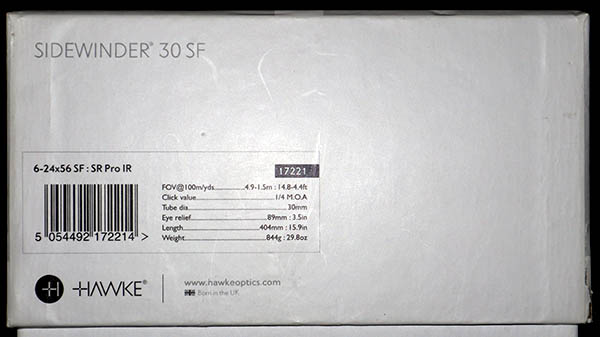 SIDEWINDER® 30 SF
6-24x56 SF : SR Pro IR
17221
FOV@100m/yds..........4.9-1.5m : 14.8-4.4ft
Click value..........1/4 M.O.A
Tube dia..........30mm
Eye relief..........89mm : 3.5in
Length..........404mm : 15.9in
Weight..........844g : 29.8oz
5 054492 172214 >
HAWKE®
www.hawkeoptics.com
Born in the UK